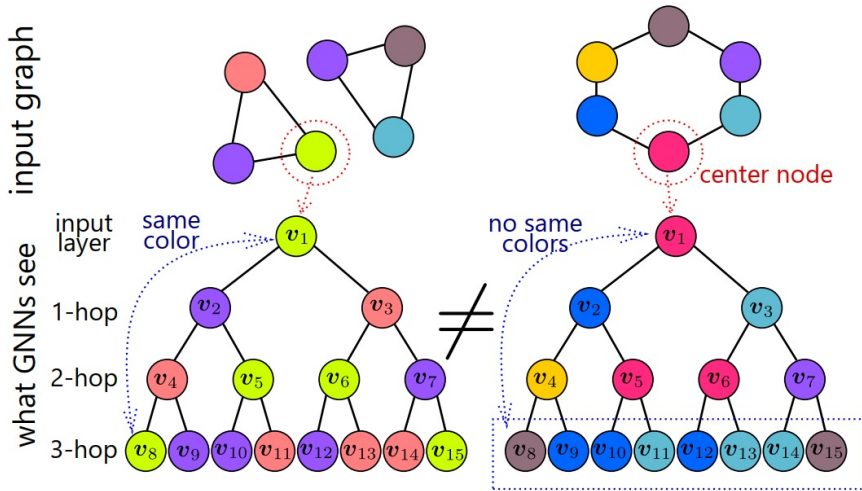 input graph
center node
what GNNs see
input
layer
same
color
no same
colors
v1
v1
1-hop
v2
v3
≠
v2
v3
2-hop
v4
v5
v6
v7
v4
v5
v6
v7
3-hop
v8
v9
v10
v11
v12
v13
v14
v15
v8
v9
v10
v11
v12
v13
v14
v15